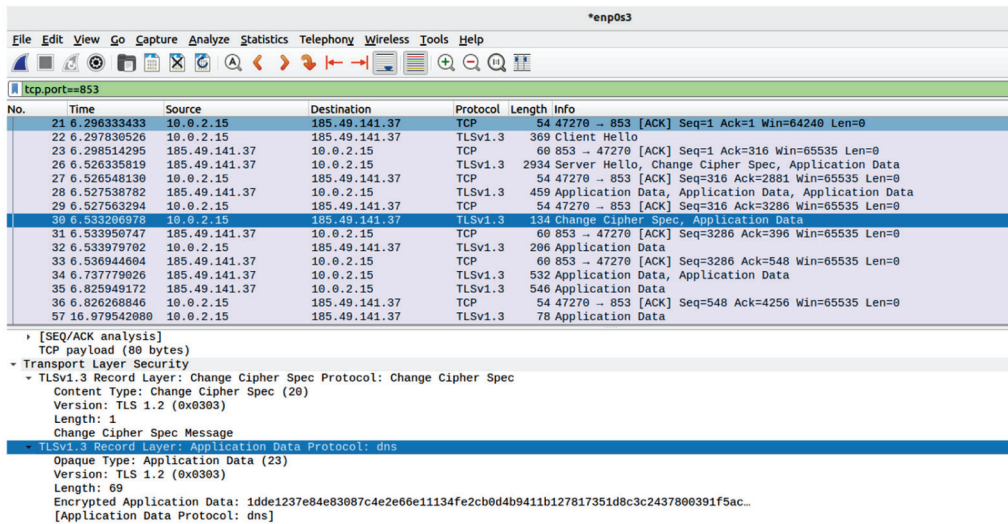 *enp0s3
File Edit View Go Capture Analyze Statistics Telephony Wireless Tools Help
tcp.port==853
No. Time Source Destination Protocol Length Info
21 6.296333433 10.0.2.15 185.49.141.37 TCP 54 47270 → 853 [ACK] Seq=1 Ack=1 Win=64240 Len=0
22 6.297830526 10.0.2.15 185.49.141.37 TLSv1.3 369 Client Hello
23 6.298514295 185.49.141.37 10.0.2.15 TCP 60 853 → 47270 [ACK] Seq=1 Ack=316 Win=65535 Len=0
26 6.526335819 185.49.141.37 10.0.2.15 TLSv1.3 2934 Server Hello, Change Cipher Spec, Application Data
27 6.526548130 10.0.2.15 185.49.141.37 TCP 54 47270 → 853 [ACK] Seq=316 Ack=2881 Win=65535 Len=0
28 6.527538782 185.49.141.37 10.0.2.15 TLSv1.3 459 Application Data, Application Data, Application Data
29 6.527563294 10.0.2.15 185.49.141.37 TCP 54 47270 → 853 [ACK] Seq=316 Ack=3286 Win=65535 Len=0
30 6.533206978 10.0.2.15 185.49.141.37 TLSv1.3 134 Change Cipher Spec, Application Data
31 6.533950747 185.49.141.37 10.0.2.15 TCP 60 853 → 47270 [ACK] Seq=3286 Ack=396 Win=65535 Len=0
32 6.533979702 10.0.2.15 185.49.141.37 TLSv1.3 206 Application Data
33 6.536944604 185.49.141.37 10.0.2.15 TCP 60 853 → 47270 [ACK] Seq=3286 Ack=548 Win=65535 Len=0
34 6.737779026 185.49.141.37 10.0.2.15 TLSv1.3 532 Application Data, Application Data
35 6.825949172 185.49.141.37 10.0.2.15 TLSv1.3 546 Application Data
36 6.826268846 10.0.2.15 185.49.141.37 TCP 54 47270 → 853 [ACK] Seq=548 Ack=4256 Win=65535 Len=0
57 16.979542080 10.0.2.15 185.49.141.37 TLSv1.3 78 Application Data
[SEQ/ACK analysis]
TCP payload (80 bytes)
Transport Layer Security
TLSv1.3 Record Layer: Change Cipher Spec Protocol: Change Cipher Spec
Content Type: Change Cipher Spec (20)
Version: TLS 1.2 (0x0303)
Length: 1
Change Cipher Spec Message
TLSv1.3 Record Layer: Application Data Protocol: dns
Opaque Type: Application Data (23)
Version: TLS 1.2 (0x0303)
Length: 69
Encrypted Application Data: 1dde1237e84e83087c4e2e66e11134fe2cb0d4b9411b127817351d8c3c2437800391f5ac…
[Application Data Protocol: dns]